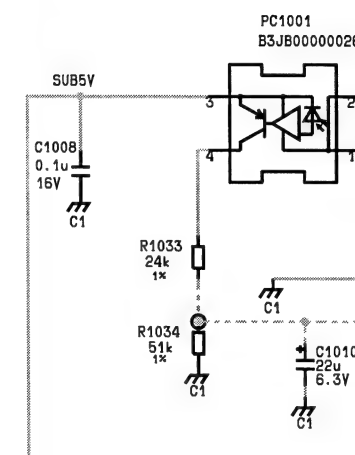 PC1001
B3JB00000026
SUB5V
3
2
C1008
0.1u
16V
4
1
C1
R1033
24k
1%
C1
R1034
51k
1%
C1010
22u
6.3V
C1
C1